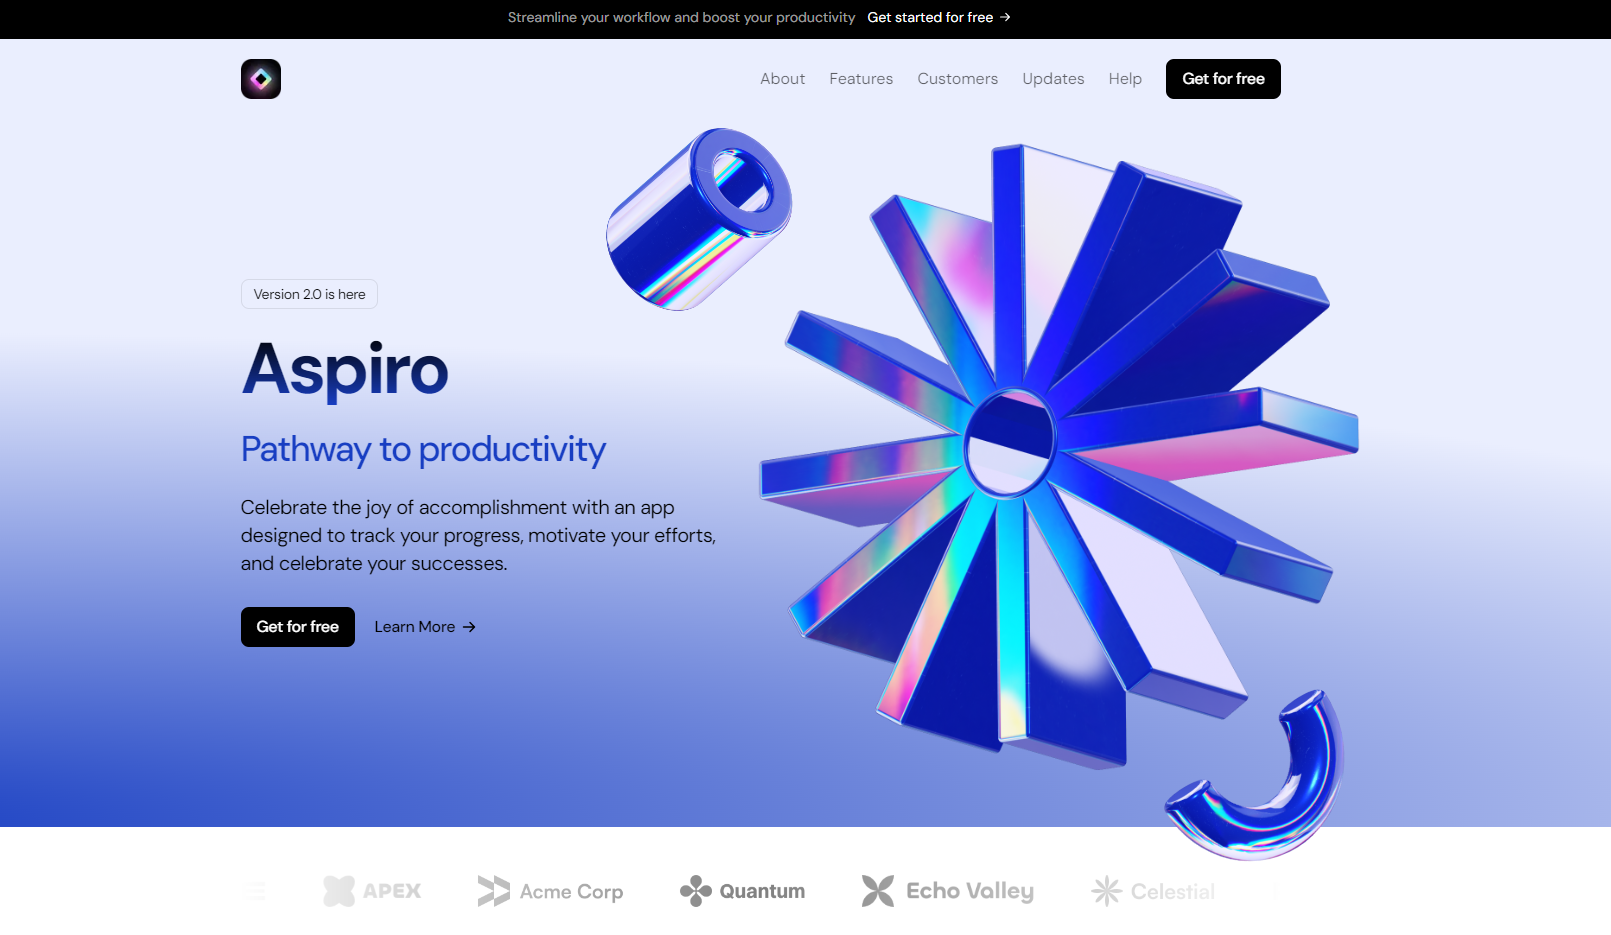 Streamline your workflow and boost your productivity Get started for free →
About Features Customers Updates Help Get for free
Version 2.0 is here
Aspiro
Pathway to productivity
Celebrate the joy of accomplishment with an app
designed to track your progress, motivate your efforts,
and celebrate your successes.
Get for free Learn More →
APEX Acme Corp Quantum Echo Valley Celestial